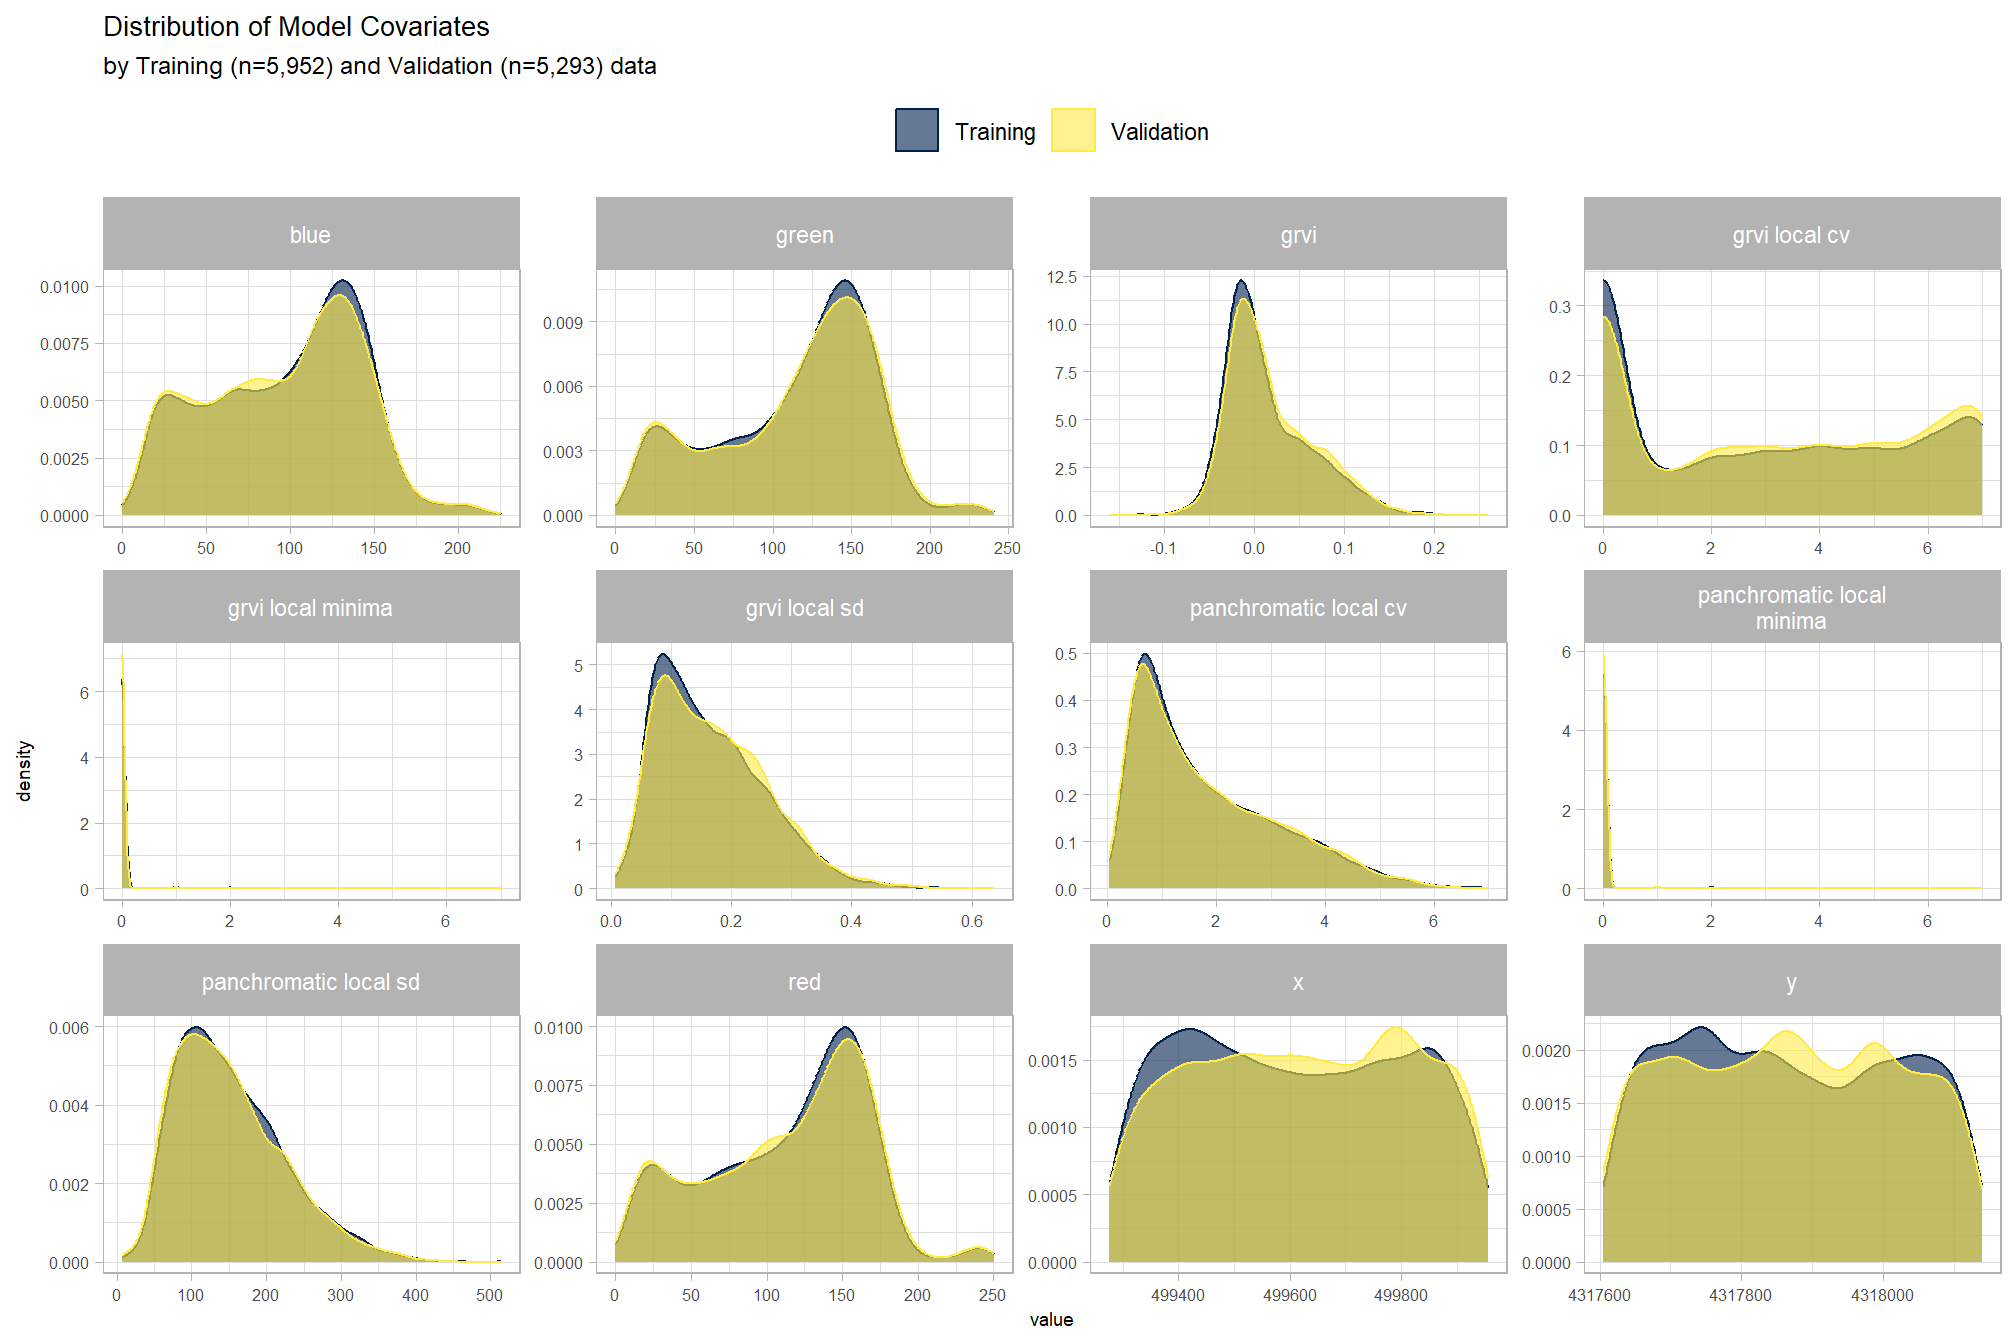 Distribution of Model Covariates
by Training (n=5,952) and Validation (n=5,293) data
Training Validation
blue green grvi grvi local cv
0.0100
0.0075
0.0050
0.0025
0.0000
0 50 100 150 200
0.009
0.006
0.003
0.000
0 50 100 150 200 250
12.5
10.0
7.5
5.0
2.5
0.0
-0.1 0.0 0.1 0.2
0.3
0.2
0.1
0.0
0 2 4 6
grvi local minima grvi local sd panchromatic local cv panchromatic local
minima
6
4
2
0
0 2 4 6
5
4
3
2
1
0
0.0 0.2 0.4 0.6
0.5
0.4
0.3
0.2
0.1
0.0
0 2 4 6
6
4
2
0
0 2 4 6
panchromatic local sd red x y
0.006
0.004
0.002
0.000
0 100 200 300 400 500
0.0100
0.0075
0.0050
0.0025
0.0000
0 50 100 150 200 250
0.0015
0.0010
0.0005
0.0000
499400 499600 499800
0.0020
0.0015
0.0010
0.0005
0.0000
4317600 4317800 4318000
density
value